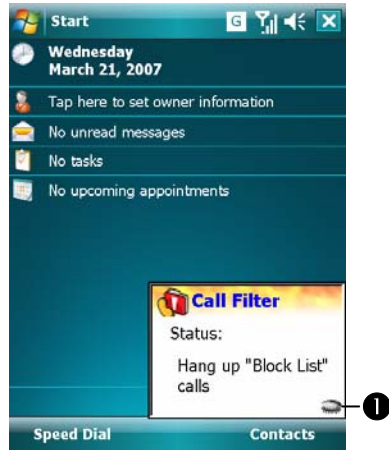 Start
G
Wednesday
March 21, 2007
Tap here to set owner information
No unread messages
No tasks
No upcoming appointments
Call Filter
Status:
Hang up "Block List"
calls
1
Speed Dial
Contacts